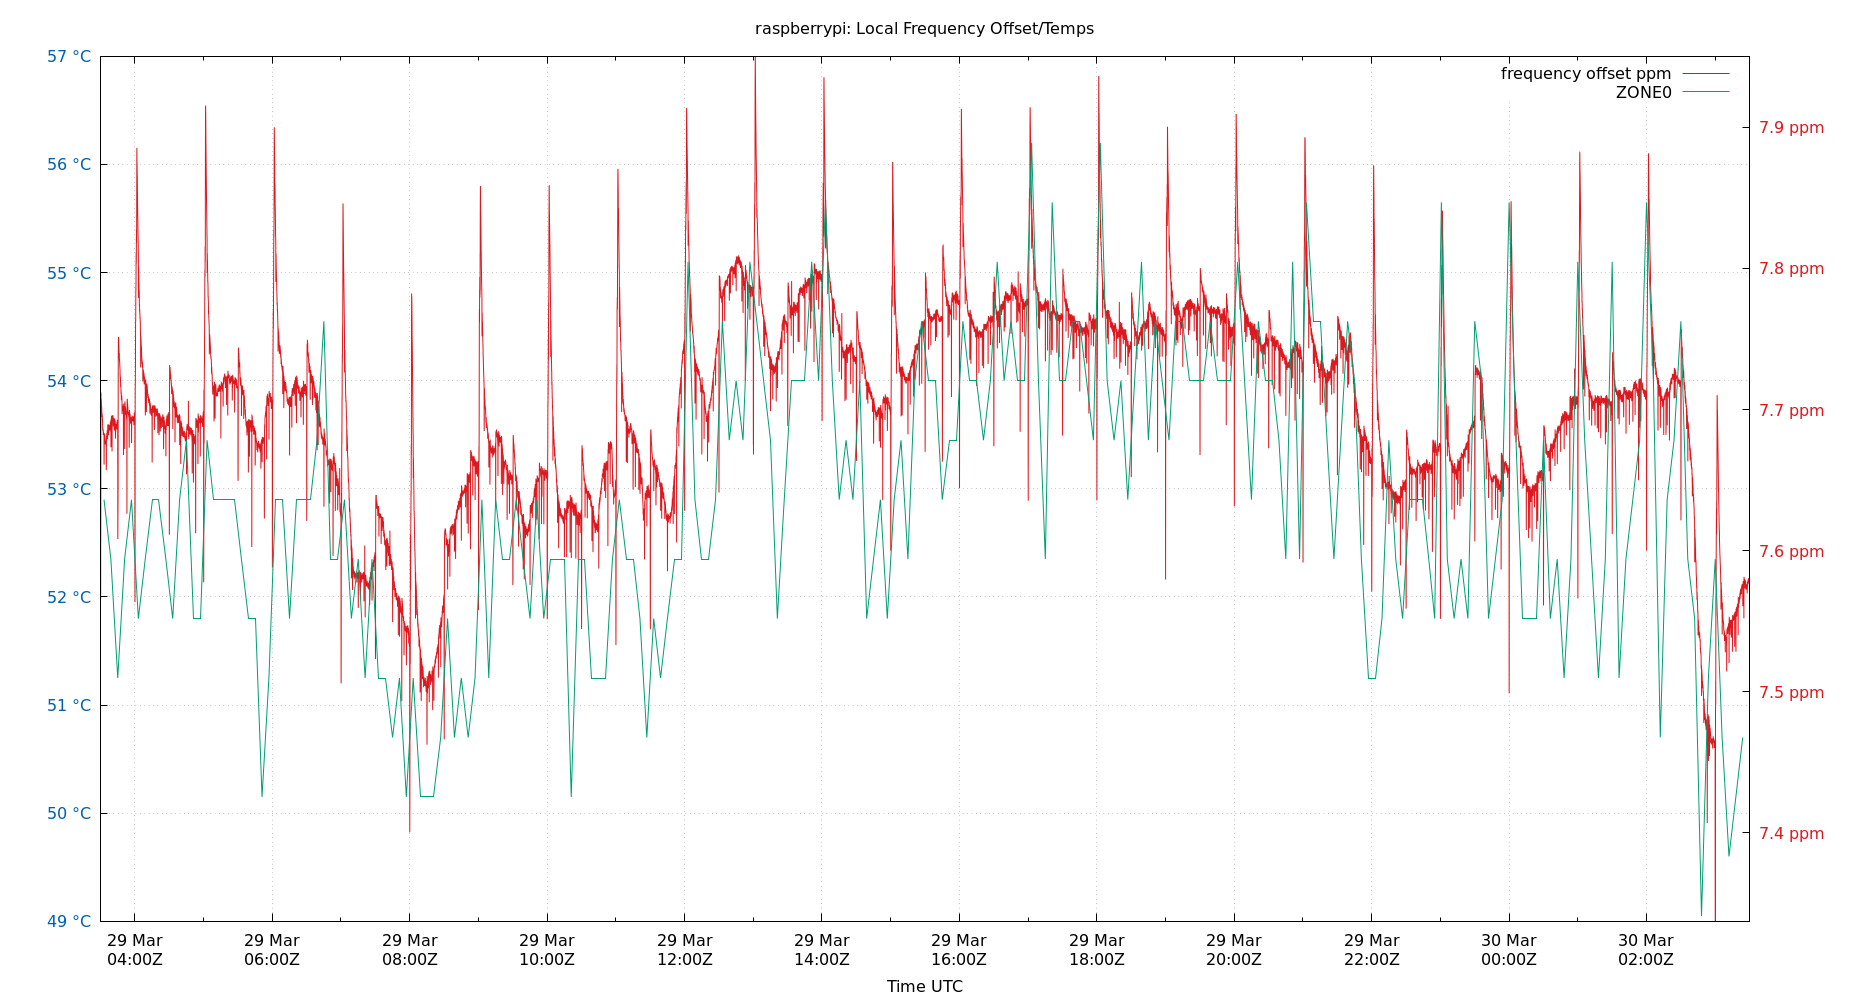 raspberrypi: Local Frequency Offset/Temps
frequency offset ppm
ZONE0
57 °C
56 °C
55 °C
54 °C
53 °C
52 °C
51 °C
50 °C
49 °C
7.9 ppm
7.8 ppm
7.7 ppm
7.6 ppm
7.5 ppm
7.4 ppm
29 Mar 29 Mar 29 Mar 29 Mar 29 Mar 29 Mar 29 Mar 29 Mar 29 Mar 29 Mar 30 Mar 30 Mar
04:00Z 06:00Z 08:00Z 10:00Z 12:00Z 14:00Z 16:00Z 18:00Z 20:00Z 22:00Z 00:00Z 02:00Z
Time UTC